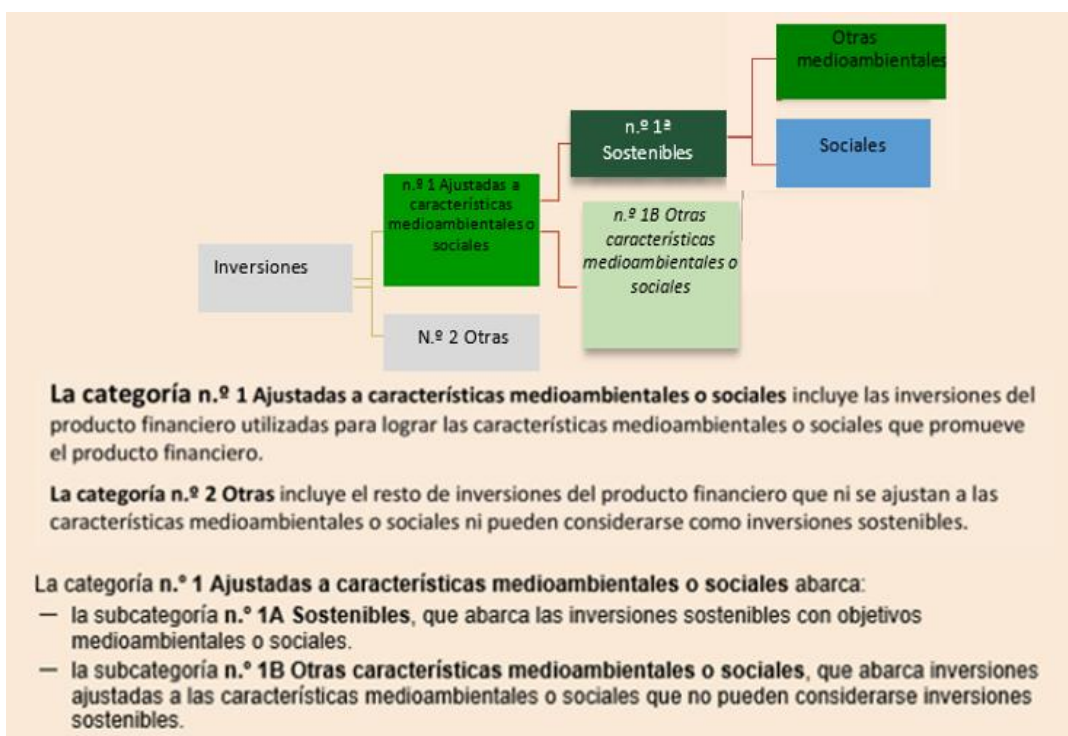 Otras
medioambientales
n.º 1ª
Sostenibles
Sociales
n.º 1 Ajustadas a
características
medioambientales o
sociales
n.º 1B Otras
características
medioambientales o
sociales
Inversiones
N.º 2 Otras
La categoría n.º 1 Ajustadas a características medioambientales o sociales incluye las inversiones del
producto financiero utilizadas para lograr las características medioambientales o sociales que promueve
el producto financiero.
La categoría n.º 2 Otras incluye el resto de inversiones del producto financiero que ni se ajustan a las
características medioambientales o sociales ni pueden considerarse como inversiones sostenibles.
La categoría n.º 1 Ajustadas a características medioambientales o sociales abarca:
— la subcategoría n.º 1A Sostenibles, que abarca las inversiones sostenibles con objetivos
medioambientales o sociales.
— la subcategoría n.º 1B Otras características medioambientales o sociales, que abarca inversiones
ajustadas a las características medioambientales o sociales que no pueden considerarse inversiones
sostenibles.